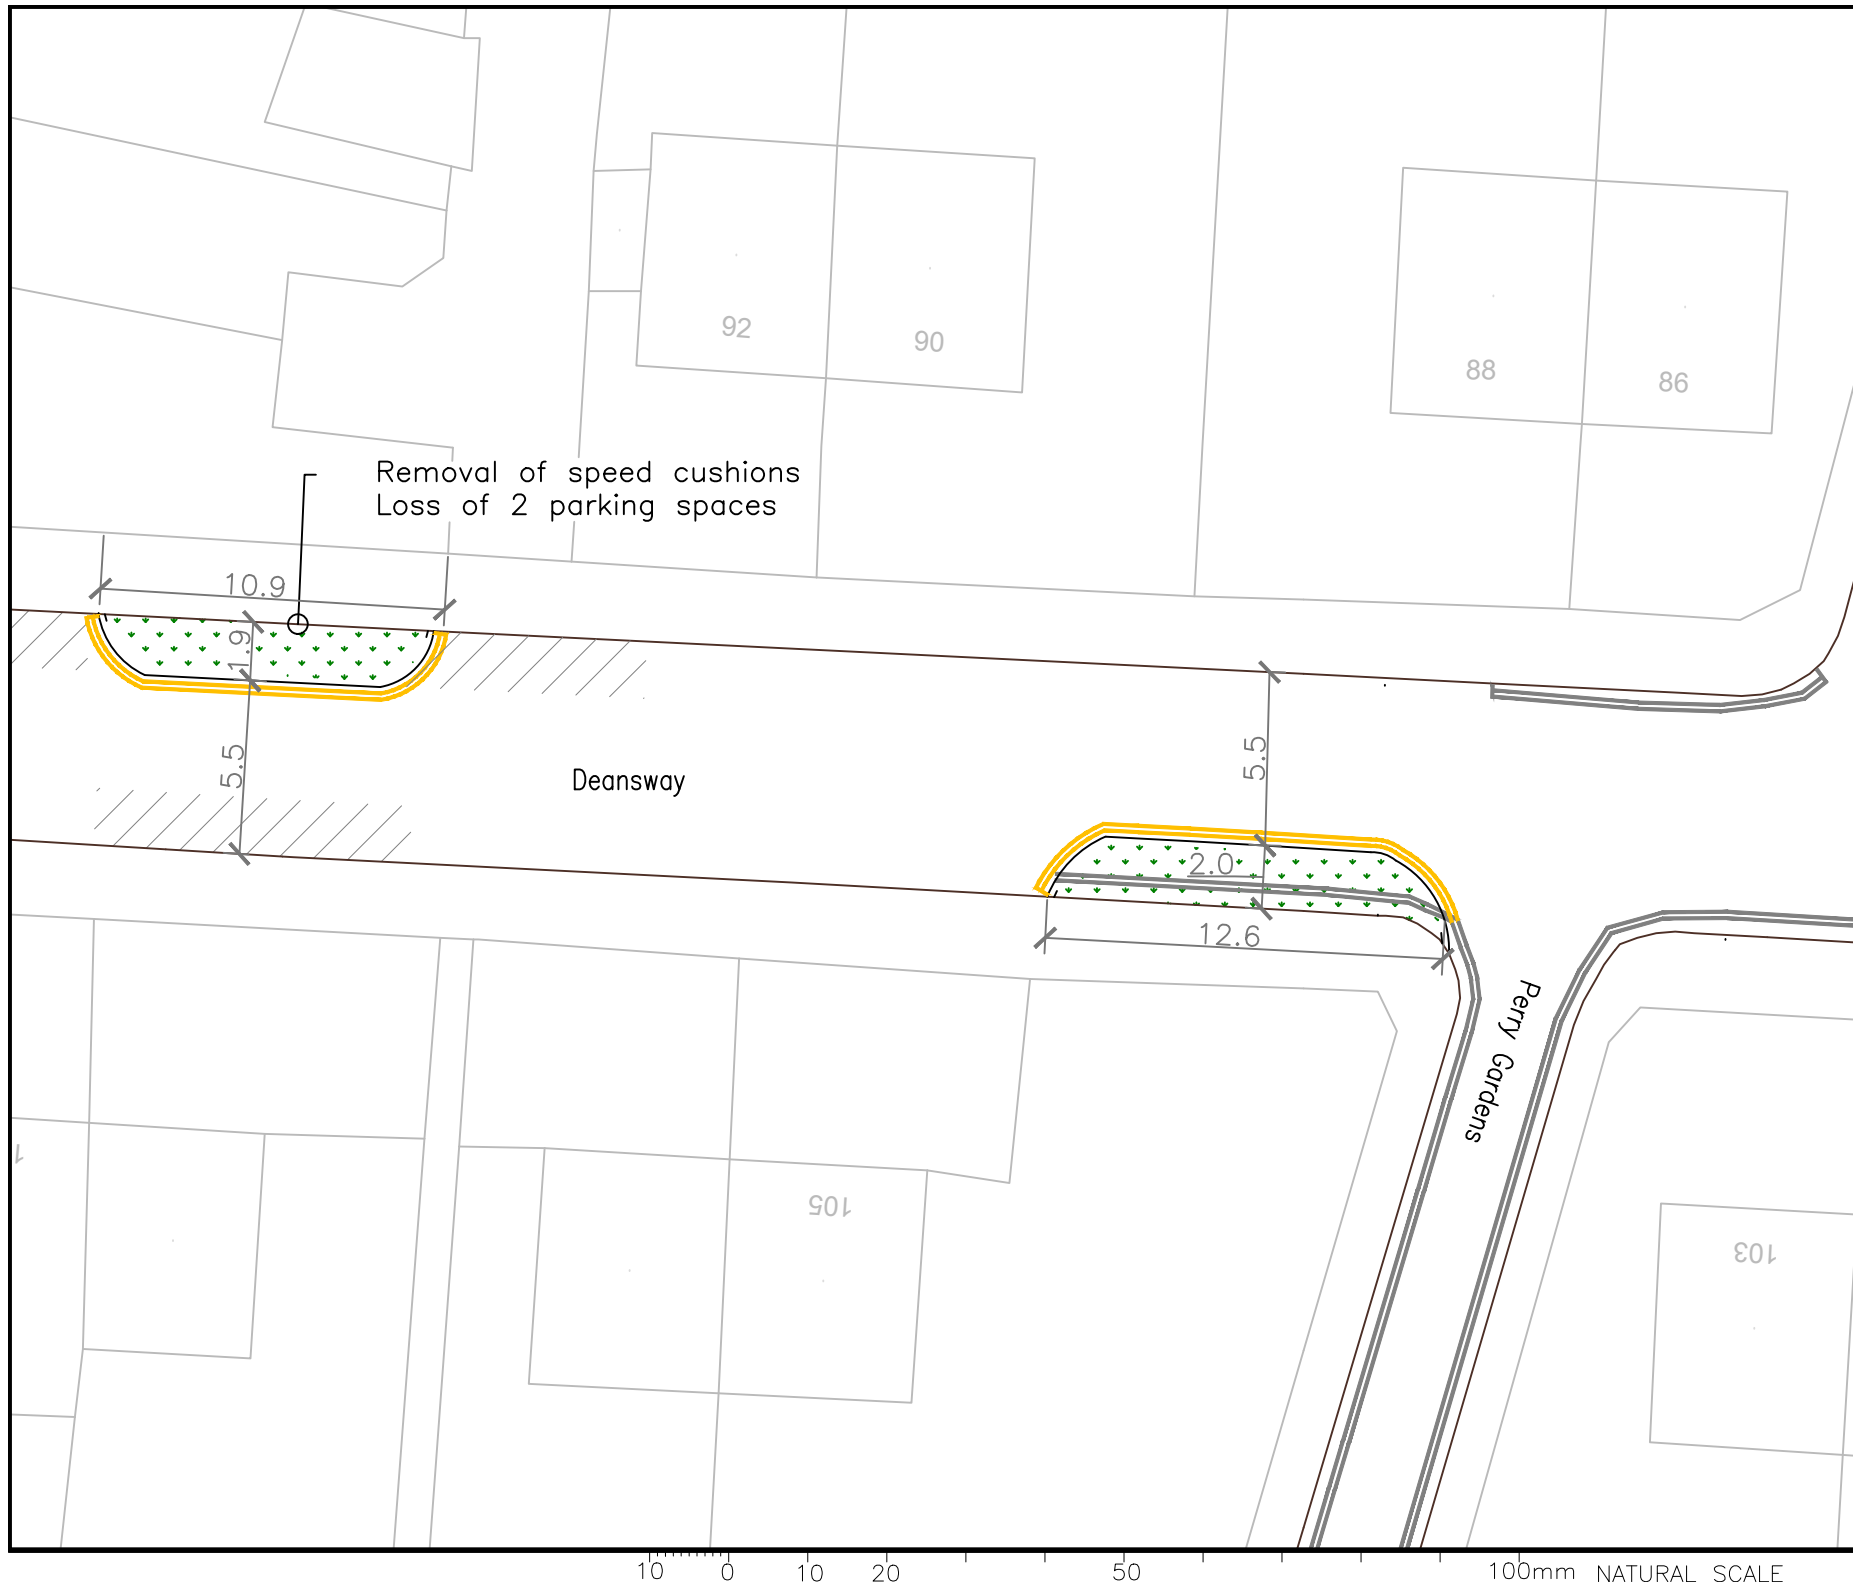 92
90
88
86
Removal of speed cushions
Loss of 2 parking spaces
10.9
1.9
5.5
Deansway
5.5
2.0
12.6
Perry Gardens
1
105
103
10 0 10 20 50 100mm NATURAL SCALE